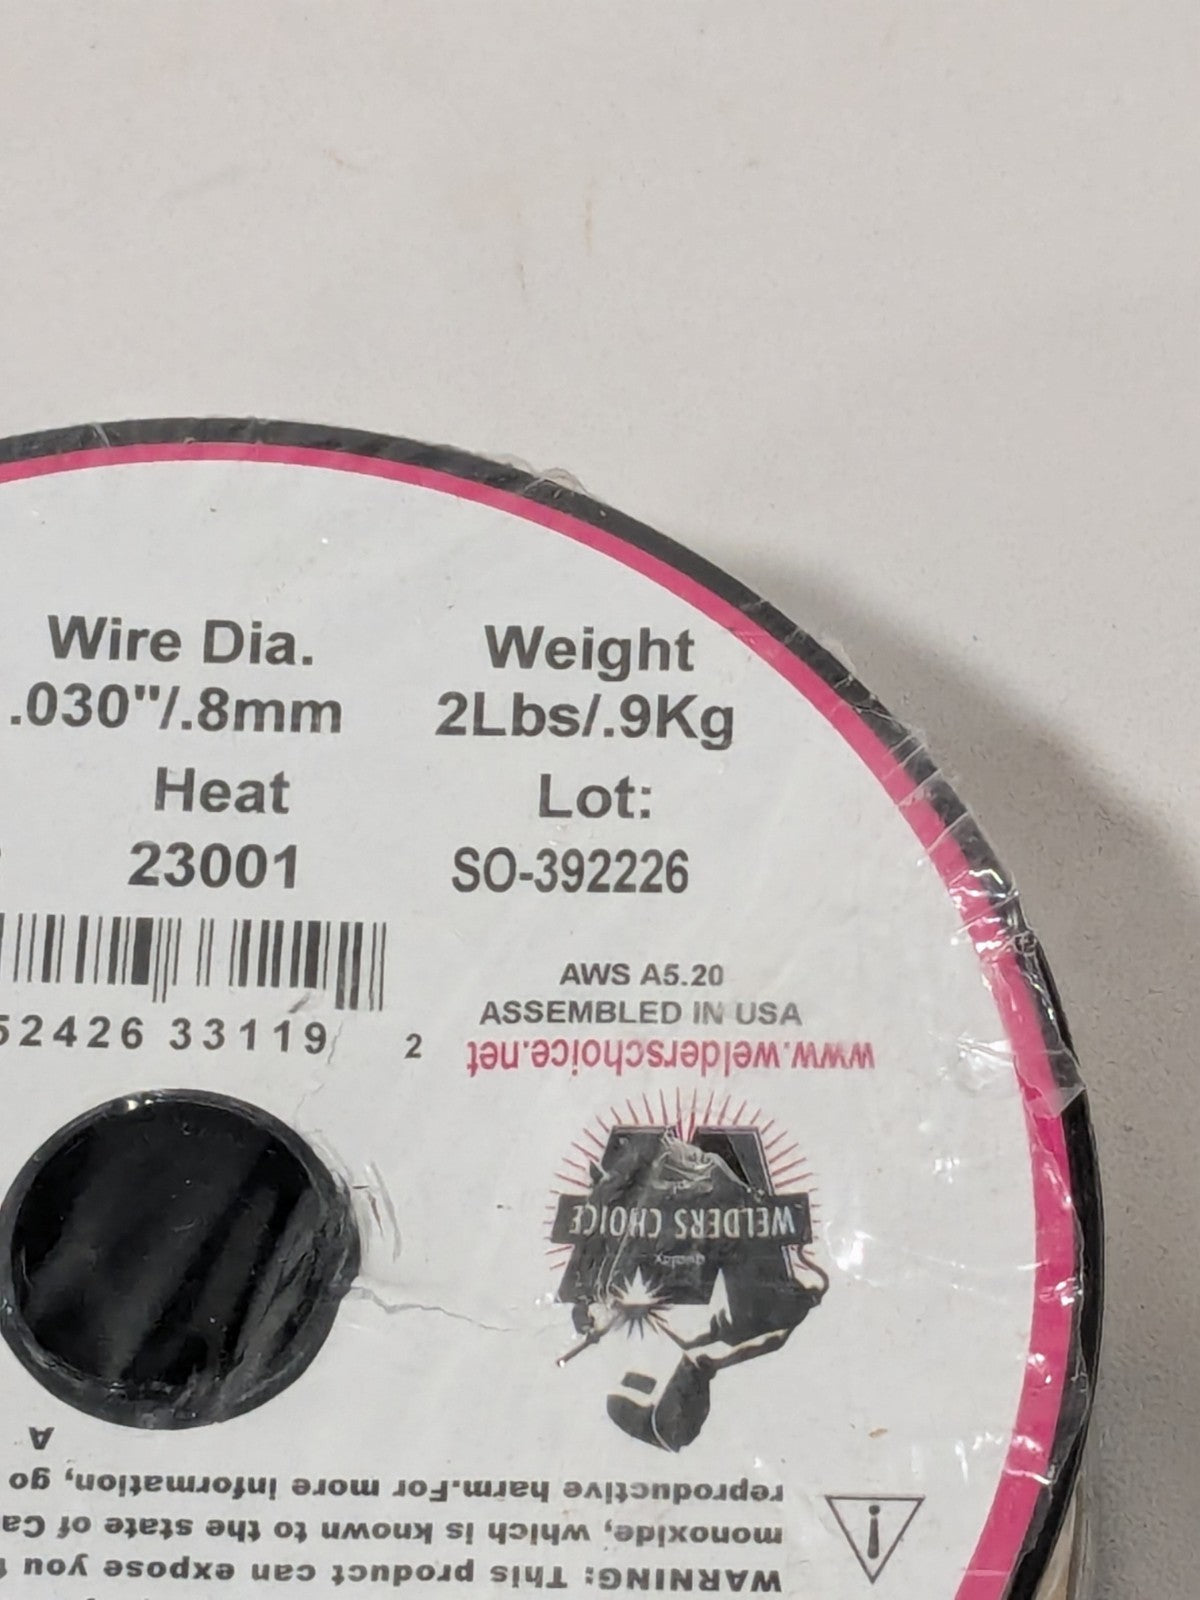 Wire Dia.
.030"/.8mm
Weight
2Lbs/.9Kg
Heat
23001
Lot:
SO-392226
52426 33119 2
AWS A5.20
ASSEMBLED IN USA
www.welderschoice.net
WELDERS CHOICE
Quality
WARNING: This product can expose you
monoxide, which is known to the state of Ca
reproductive harm.For more information, go
A